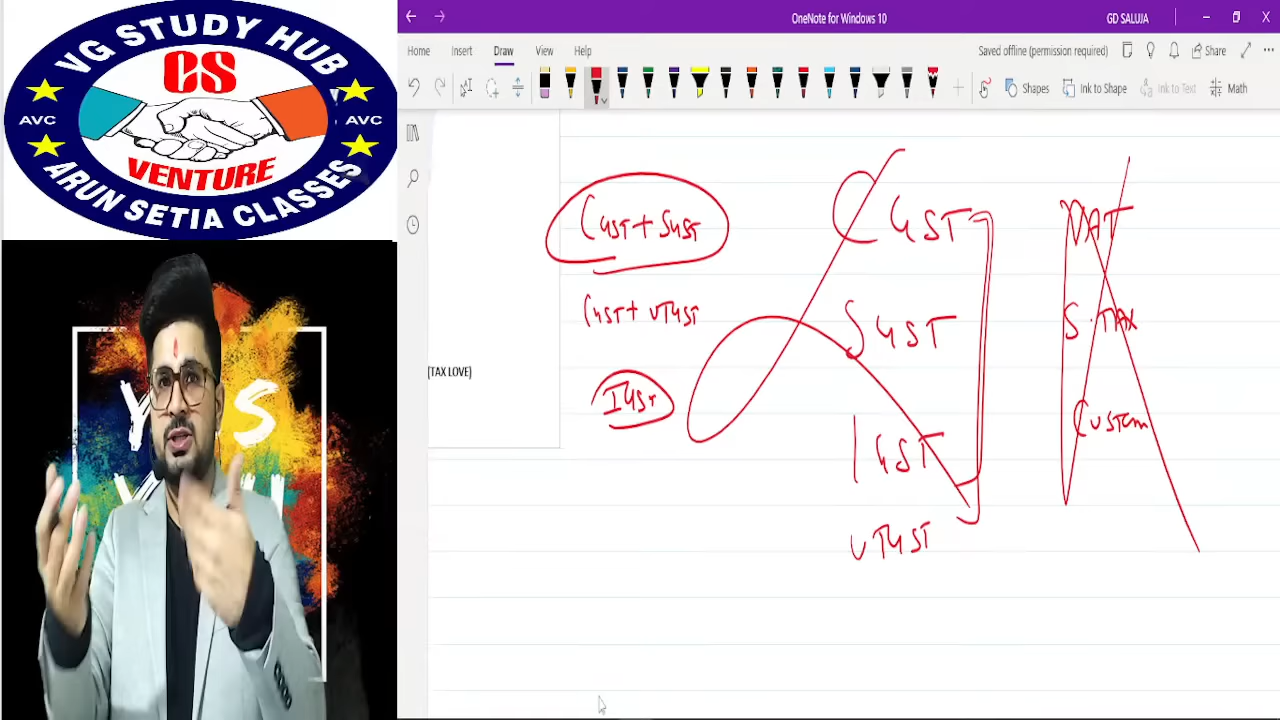 VG STUDY HUB
CS
AVC
AVC
VENTURE
ARUN SETIA CLASSES
Y S
Y U
OneNote for Windows 10
GD SALUJA
Home
Insert
Draw
View
Help
Saved offline (permission required)
Share
Shapes
Ink to Shapes
Ink to Text
Math
(TAX LOVE)
CGST + SGST
CGST + UTGST
IGST
CGST
SGST
IGST
UTGST
VAT
S. TAX
Custom